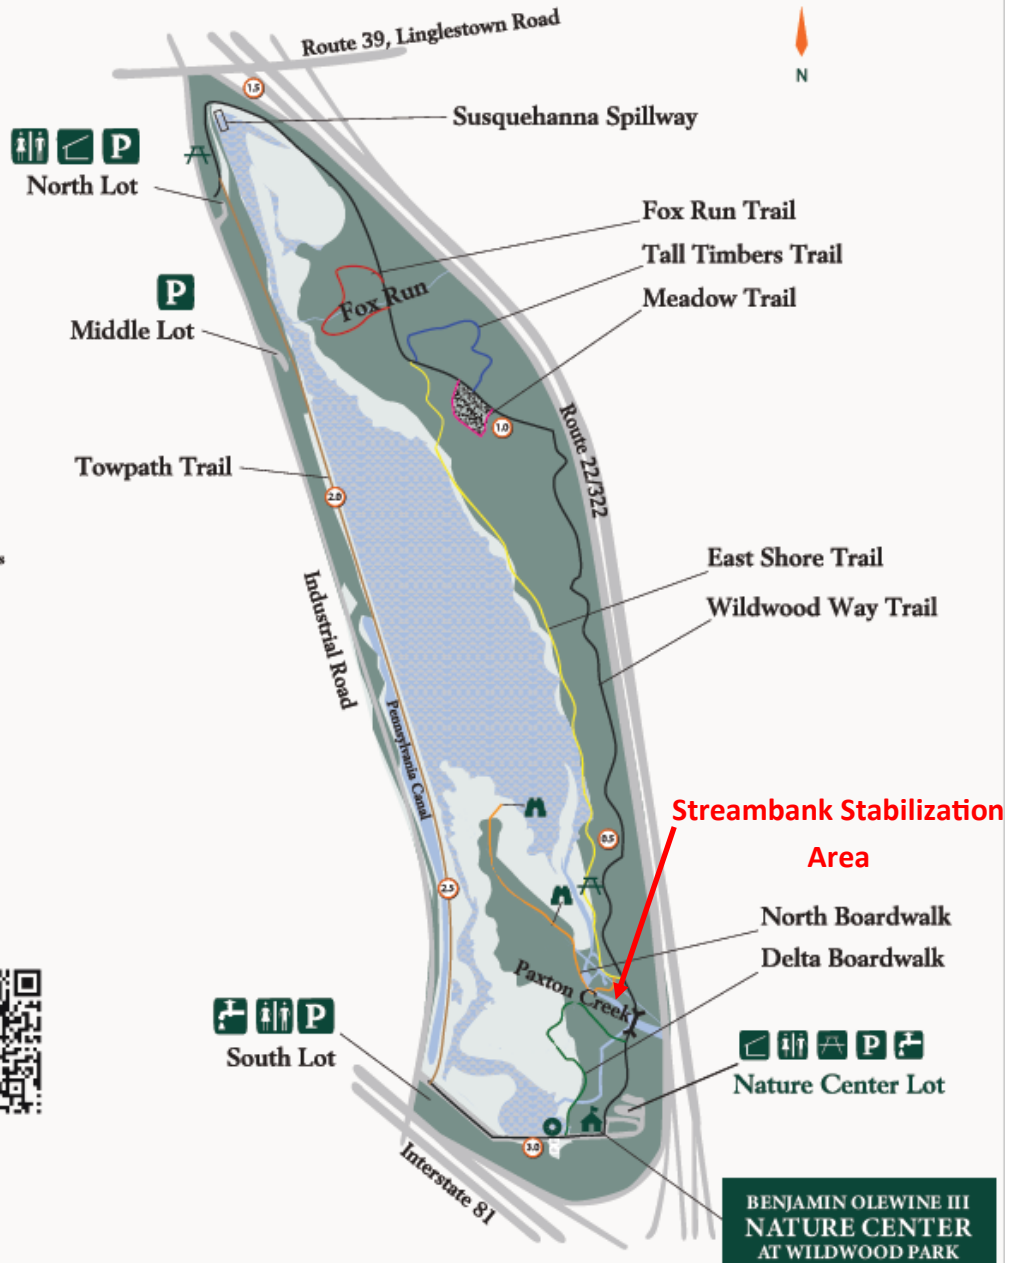 Route 39, Linglestown Road
N
1.5
Susquehanna Spillway
P
North Lot
Fox Run Trail
Tall Timbers Trail
Meadow Trail
Fox Run
P
Middle Lot
1.0
Route 22/322
Towpath Trail
2.0
s
East Shore Trail
Wildwood Way Trail
Industrial Road
Pennsylvania Canal
Streambank Stabilization
Area
0.5
2.5
North Boardwalk
Delta Boardwalk
Paxton Creek
P
South Lot
P
Nature Center Lot
3.0
Interstate 81
BENJAMIN OLEWINE III
NATURE CENTER
AT WILDWOOD PARK